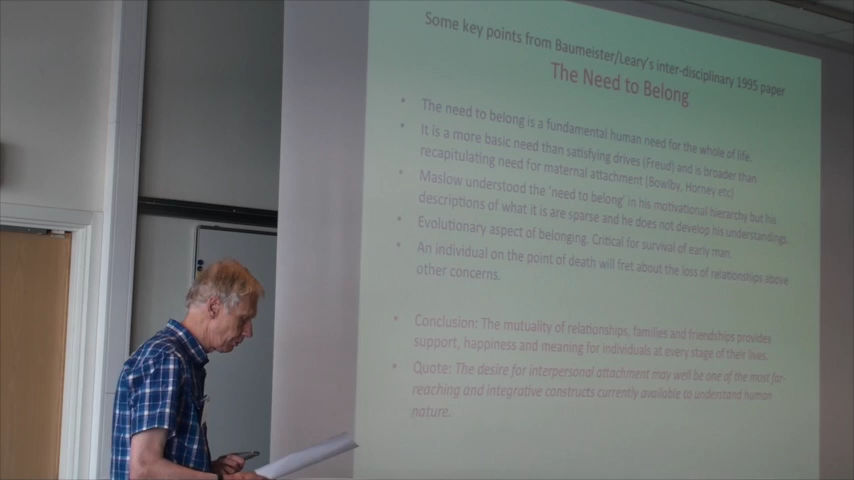 Some key points from Baumeister/Leary's inter-disciplinary 1995 paper
The Need to Belong
• The need to belong is a fundamental human need for the whole of life.
• It is a more basic need than satisfying drives (Freud) and is broader than
recapitulating need for maternal attachment (Bowlby, Horney etc)
• Maslow understood the 'need to belong' in his motivational hierarchy but his
descriptions of what it is are sparse and he does not develop his understandings.
• Evolutionary aspect of belonging. Critical for survival of early man.
• An individual on the point of death will fret about the loss of relationships above
other concerns.
• Conclusion: The mutuality of relationships, families and friendships provides
support, happiness and meaning for individuals at every stage of their lives.
• Quote: The desire for interpersonal attachment may well be one of the most far-
reaching and integrative constructs currently available to understand human
nature.